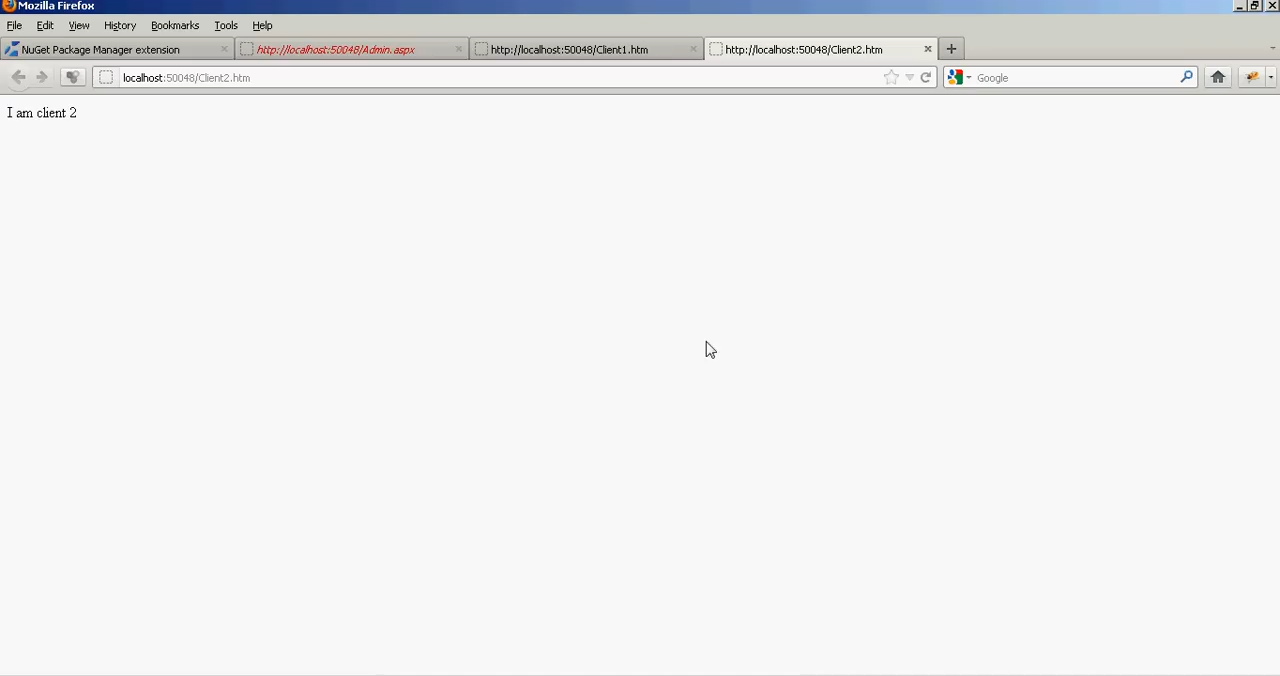 Mozilla Firefox
File Edit View History Bookmarks Tools Help
NuGet Package Manager extension http://localhost:50048/Admin.aspx http://localhost:50048/Client1.htm http://localhost:50048/Client2.htm
localhost:50048/Client2.htm Google
I am client 2